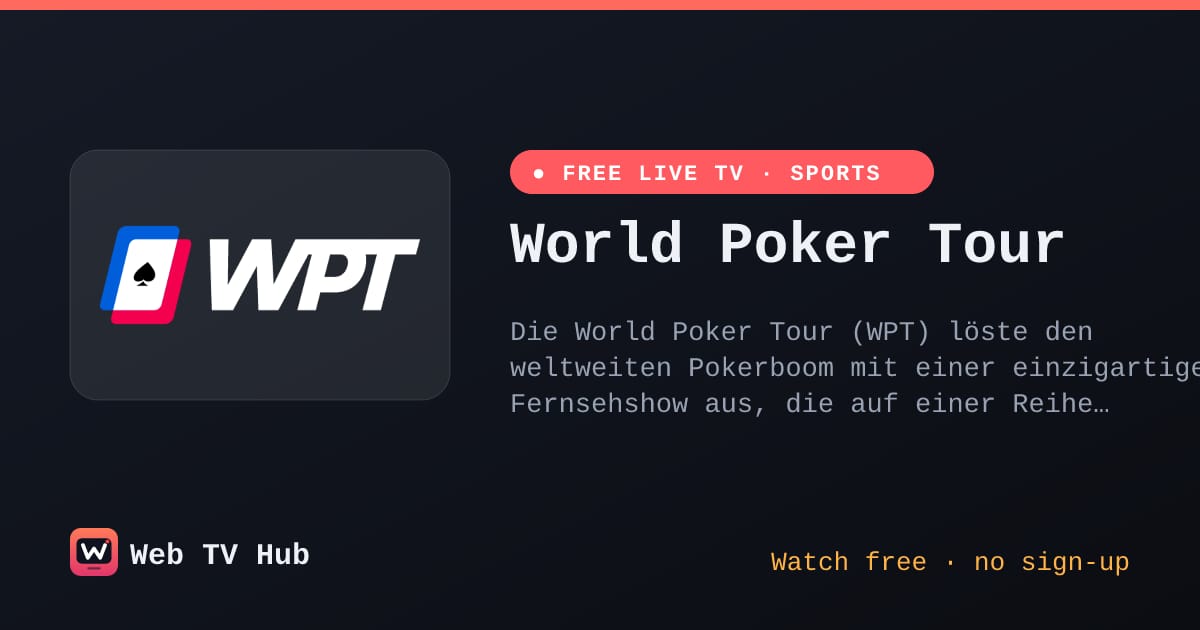 WPT
● FREE LIVE TV · SPORTS
World Poker Tour
Die World Poker Tour (WPT) löste den
weltweiten Pokerboom mit einer einzigartige
Fernsehshow aus, die auf einer Reihe…
W
Web TV Hub
Watch free · no sign-up